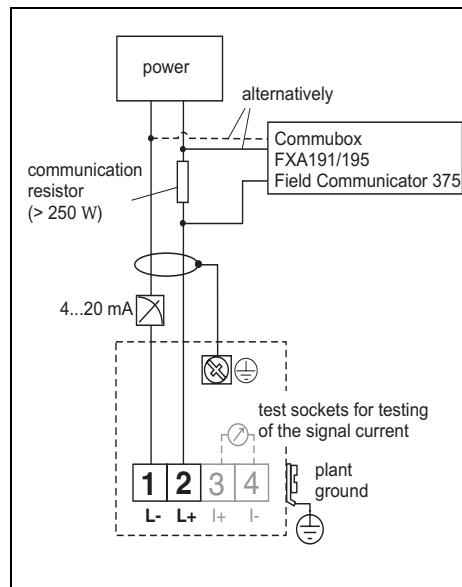 power
alternatively
Commubox
FXA191/195
Field Communicator 375
communication
resistor
(> 250 W)
4...20 mA
test sockets for testing
of the signal current
1 2 3 4
L- L+ I+ I-
plant
ground